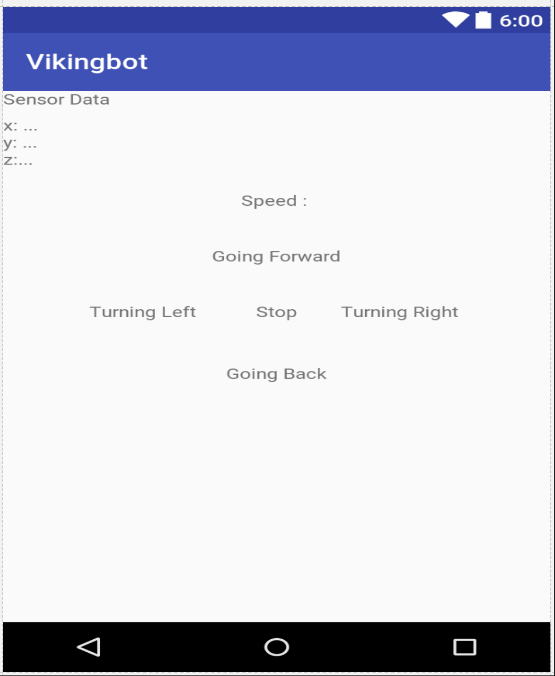 6:00
Vikingbot
Sensor Data
x: ...
y: ...
z:...
Speed :
Going Forward
Turning Left Stop Turning Right
Going Back